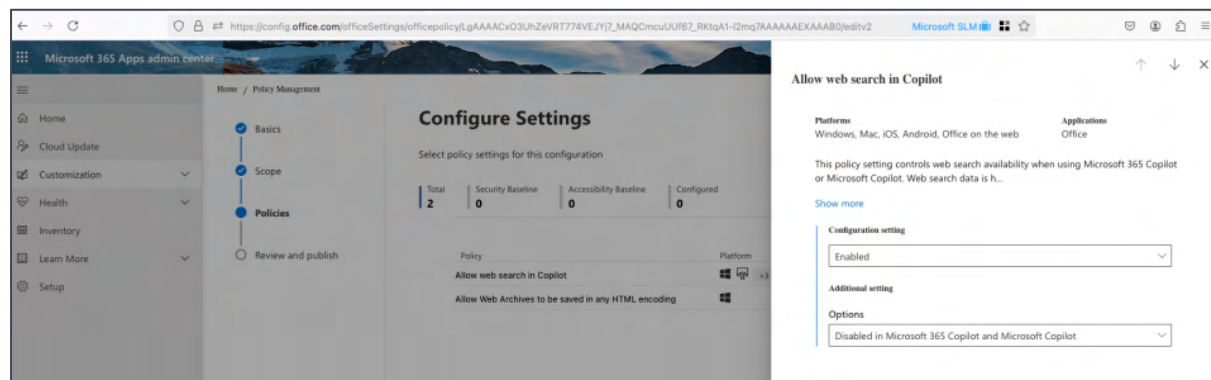 https://config.office.com/officeSettings/officepolicy/LgAAAACxO3UhZeVRT774VEJYj7_MAQCmcuUUf67_RKtqA1-I2mq7AAAAAAEXAAAB0/editv2
Microsoft SLM
Microsoft 365 Apps admin center
Home
Cloud Update
Customization
Health
Inventory
Learn More
Setup
Home / Policy Management
Basics
Scope
Policies
Review and publish
Configure Settings
Select policy settings for this configuration
Total Security Baseline Accessibility Baseline Configured
2 0 0 0
Policy Platform
Allow web search in Copilot +3
Allow Web Archives to be saved in any HTML encoding
Allow web search in Copilot
Platforms Applications
Windows, Mac, iOS, Android, Office on the web Office
This policy setting controls web search availability when using Microsoft 365 Copilot
or Microsoft Copilot. Web search data is h...
Show more
Configuration setting
Enabled
Additional setting
Options
Disabled in Microsoft 365 Copilot and Microsoft Copilot